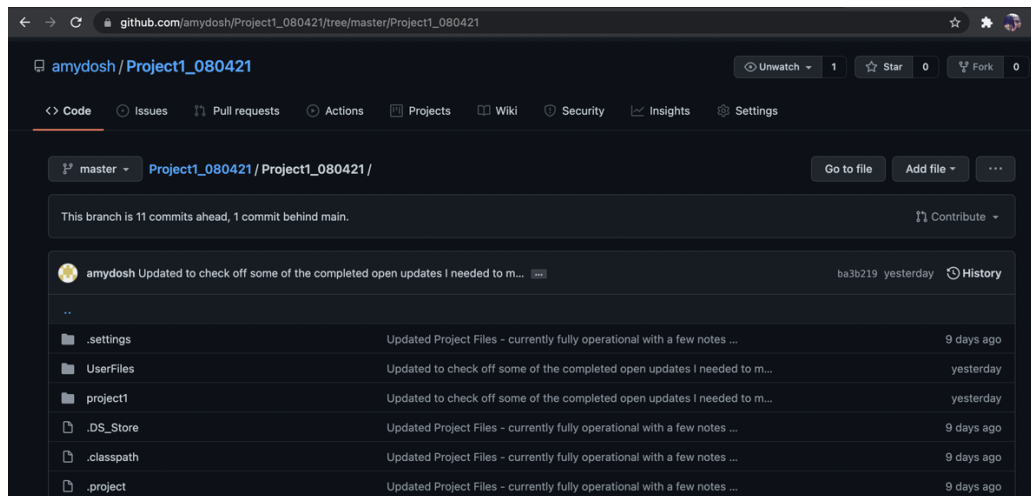 github.com/amydosh/Project1_080421/tree/master/Project1_080421
amydosh / Project1_080421
Unwatch 1 Star 0 Fork 0
<> Code Issues Pull requests Actions Projects Wiki Security Insights Settings
master Project1_080421 / Project1_080421 / Go to file Add file ...
This branch is 11 commits ahead, 1 commit behind main. Contribute
amydosh Updated to check off some of the completed open updates I needed to m... ... ba3b219 yesterday History
..
.settings Updated Project Files - currently fully operational with a few notes ... 9 days ago
UserFiles Updated to check off some of the completed open updates I needed to m... yesterday
project1 Updated to check off some of the completed open updates I needed to m... yesterday
.DS_Store Updated Project Files - currently fully operational with a few notes ... 9 days ago
.classpath Updated Project Files - currently fully operational with a few notes ... 9 days ago
.project Updated Project Files - currently fully operational with a few notes ... 9 days ago